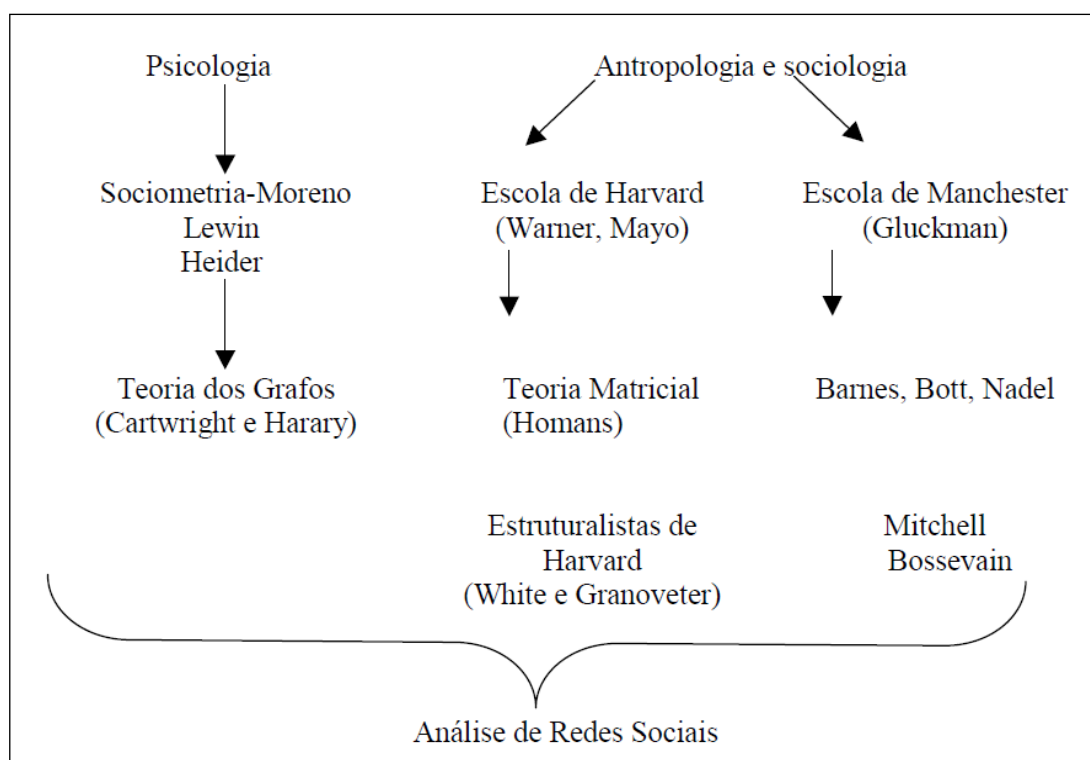 Psicologia
Antropologia e sociologia
Sociometria-Moreno
Lewin
Heider
Escola de Harvard
(Warner, Mayo)
Escola de Manchester
(Gluckman)
Teoria dos Grafos
(Cartwright e Harary)
Teoria Matricial
(Homans)
Barnes, Bott, Nadel
Estruturalistas de
Harvard
(White e Granoveter)
Mitchell
Bossevain
Análise de Redes Sociais